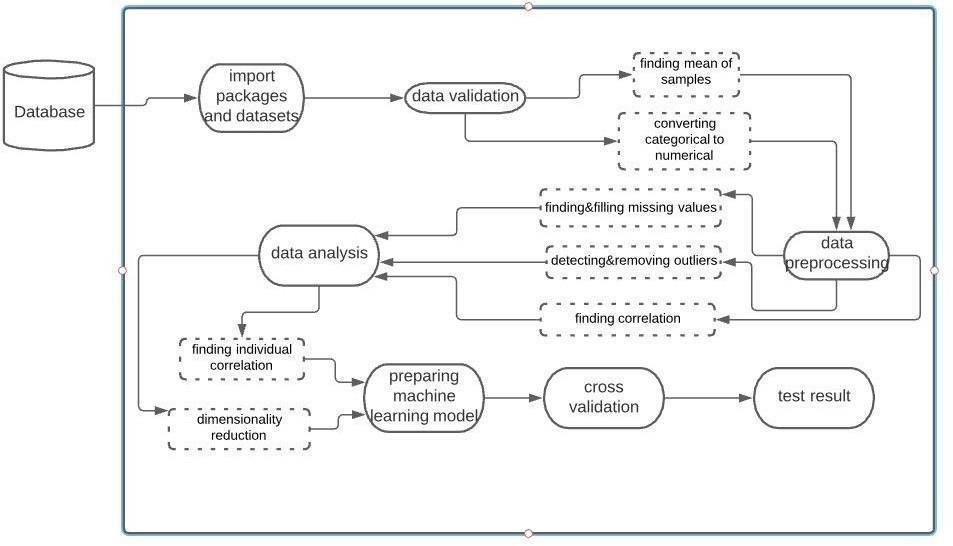 Database
import
packages
and datasets
data validation
finding mean of
samples
converting
categorical to
numerical
data
preprocessing
finding&filling missing values
detecting&removing outliers
finding correlation
data analysis
finding individual
correlation
dimensionality
reduction
preparing
machine
learning model
cross
validation
test result